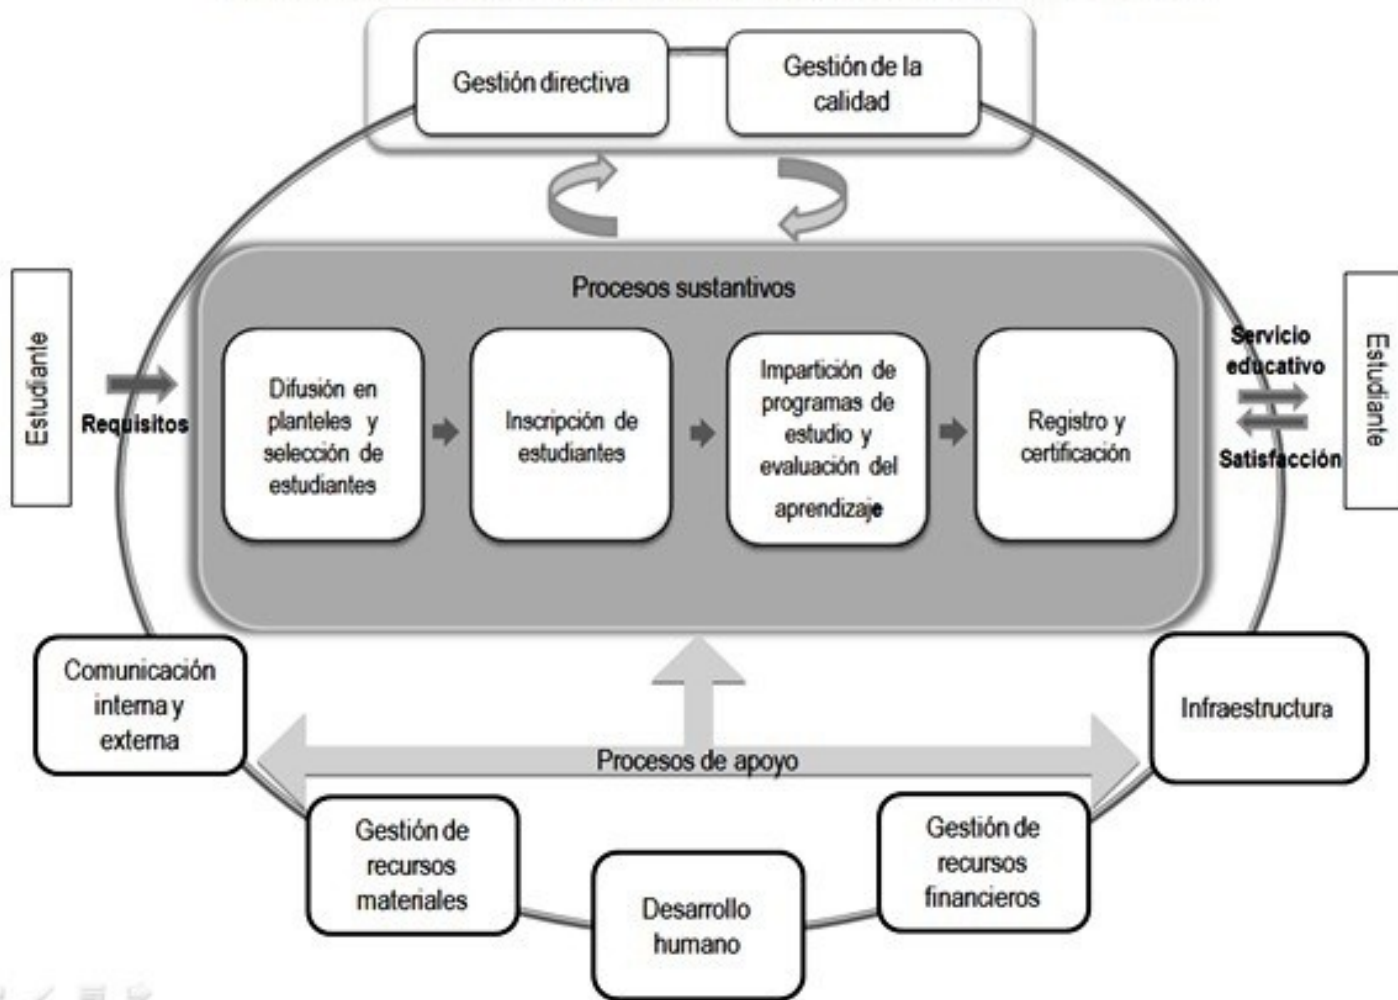 Gestión directiva
Gestión de la
calidad
Procesos sustantivos
Estudiante
Requisitos
Difusión en
planteles y
selección de
estudiantes
Inscripción de
estudiantes
Impartición de
programas de
estudio y
evaluación del
aprendizaje
Registro y
certificación
Servicio
educativo
Satisfacción
Estudiante
Comunicación
interna y
externa
Infraestructura
Procesos de apoyo
Gestión de
recursos
materiales
Desarrollo
humano
Gestión de
recursos
financieros